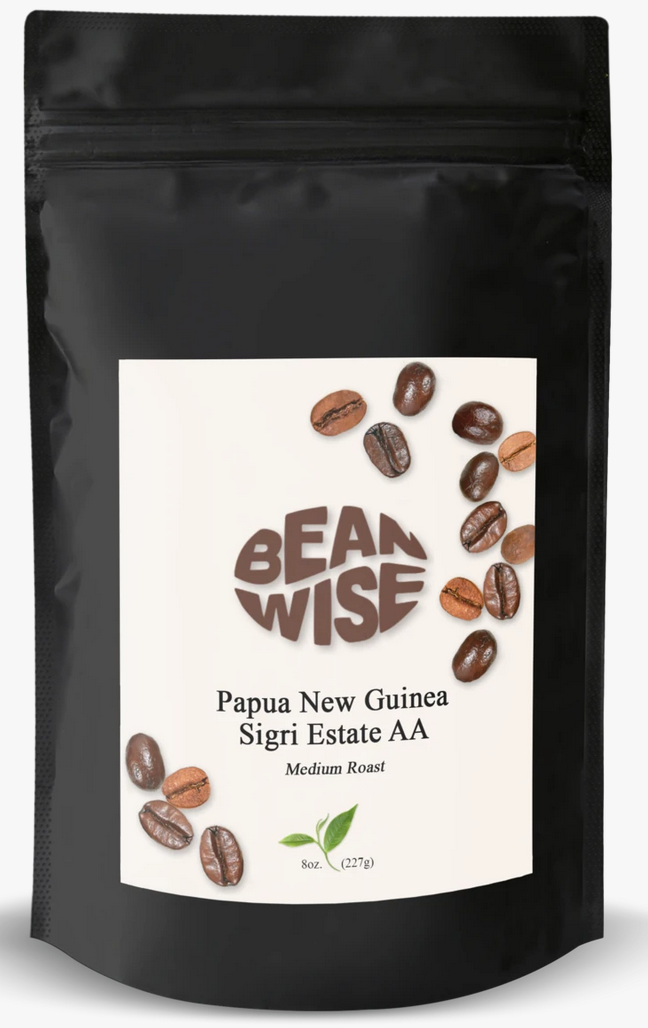 BEAN
WISE
Papua New Guinea
Sigri Estate AA
Medium Roast
8oz. (227g)